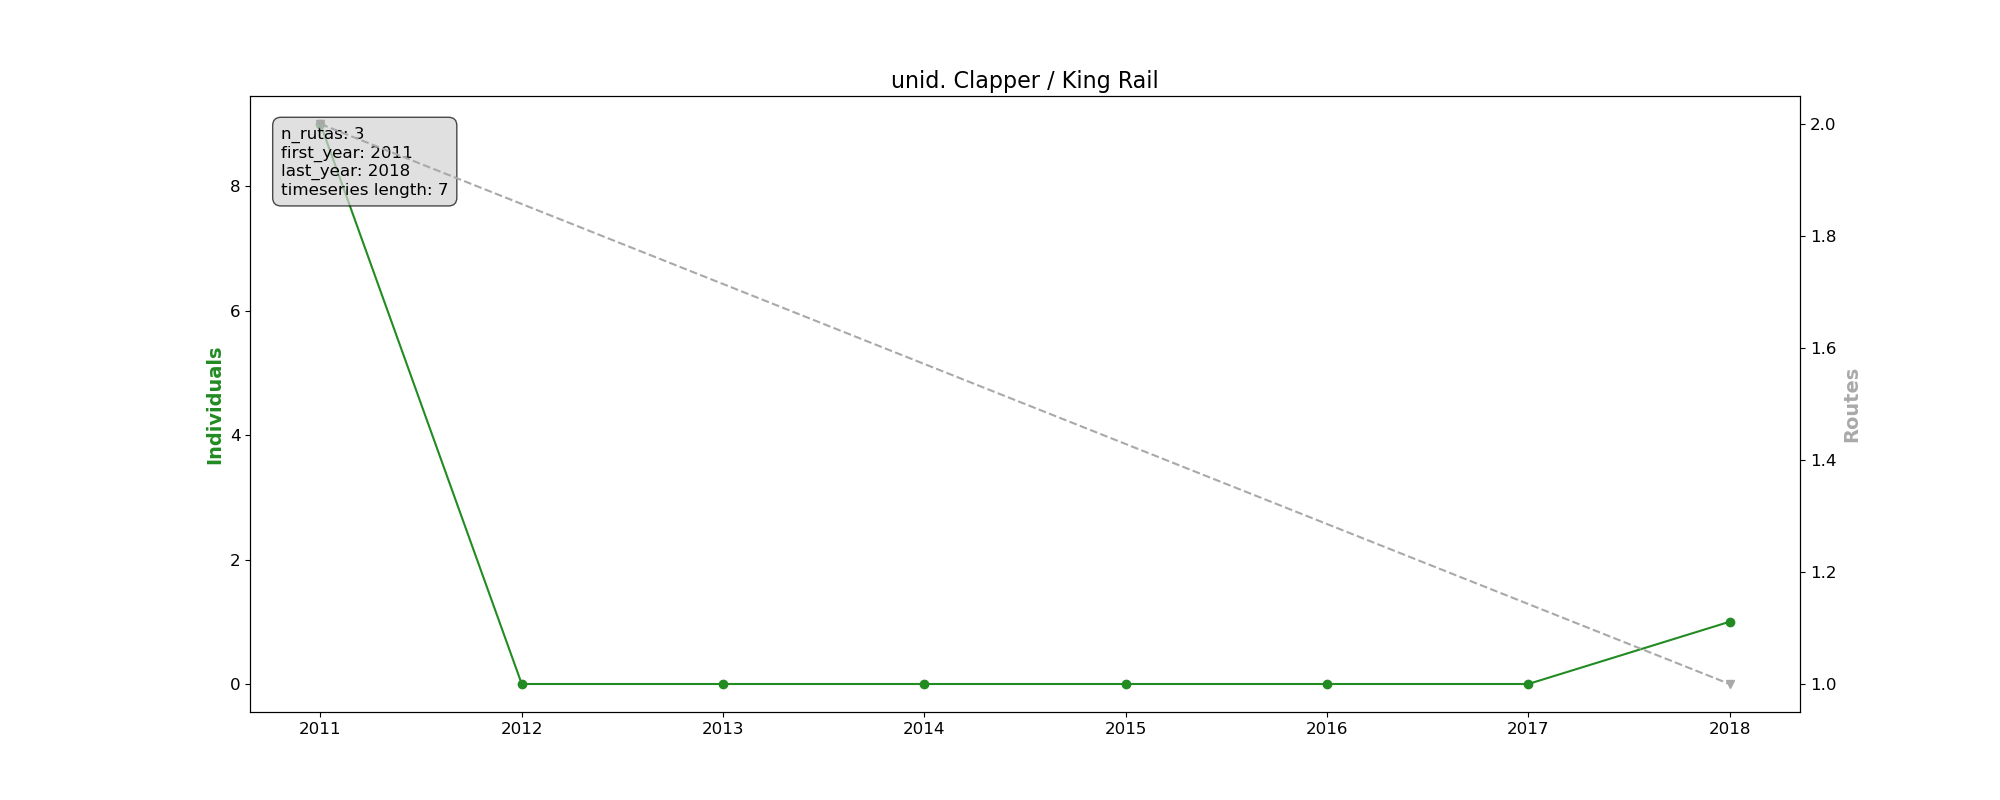 unid. Clapper / King Rail
n_rutas: 3
first_year: 2011
last_year: 2018
timeseries length: 7
8
6
4
2
0
Individuals
2.0
1.8
1.6
1.4
1.2
1.0
Routes
2011 2012 2013 2014 2015 2016 2017 2018